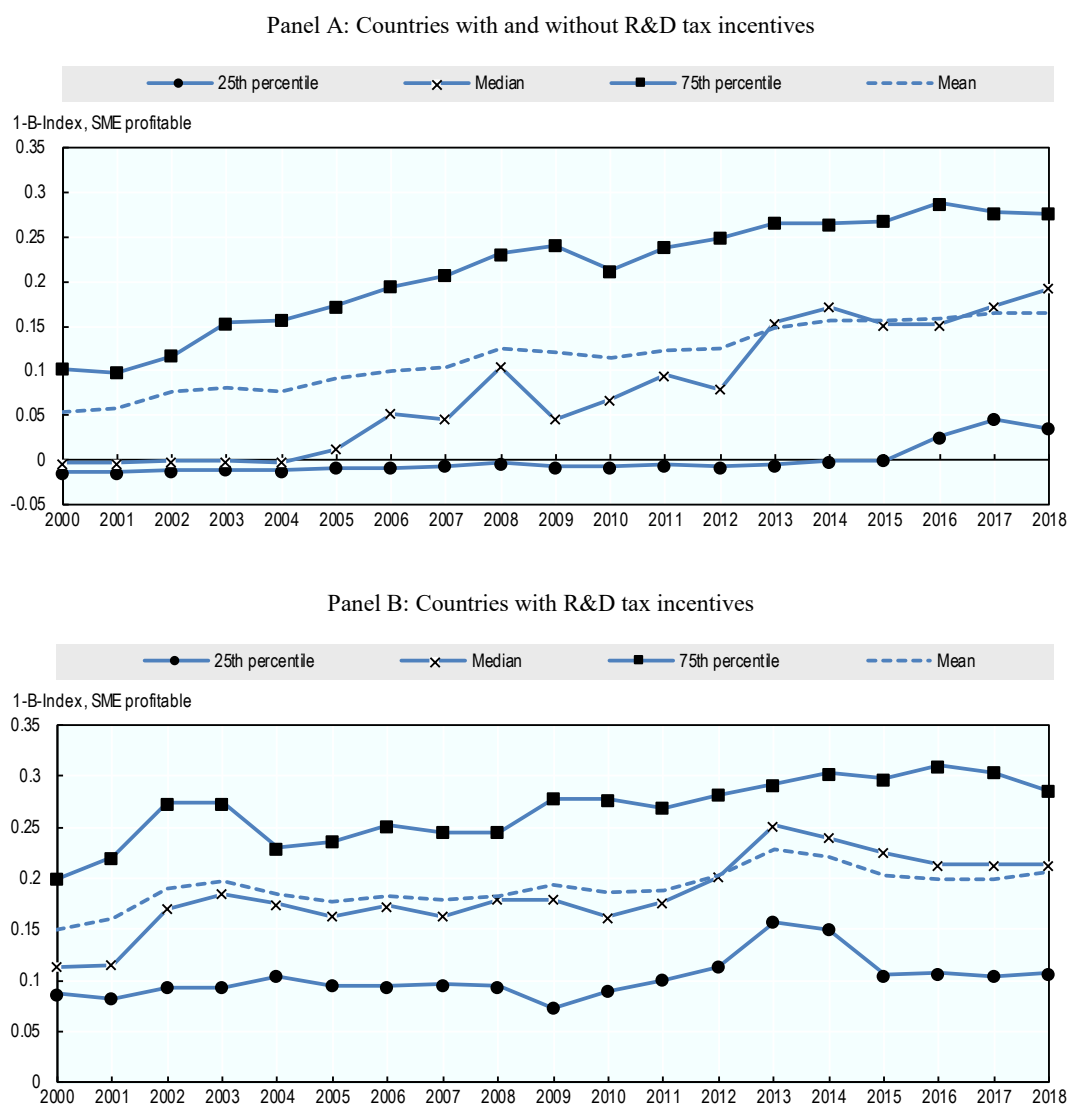 Panel A: Countries with and without R&D tax incentives
25th percentile Median 75th percentile Mean
1-B-Index, SME profitable
0.35
0.3
0.25
0.2
0.15
0.1
0.05
0
-0.05
2000 2001 2002 2003 2004 2005 2006 2007 2008 2009 2010 2011 2012 2013 2014 2015 2016 2017 2018
Panel B: Countries with R&D tax incentives
25th percentile Median 75th percentile Mean
1-B-Index, SME profitable
0.35
0.3
0.25
0.2
0.15
0.1
0.05
0
2000 2001 2002 2003 2004 2005 2006 2007 2008 2009 2010 2011 2012 2013 2014 2015 2016 2017 2018